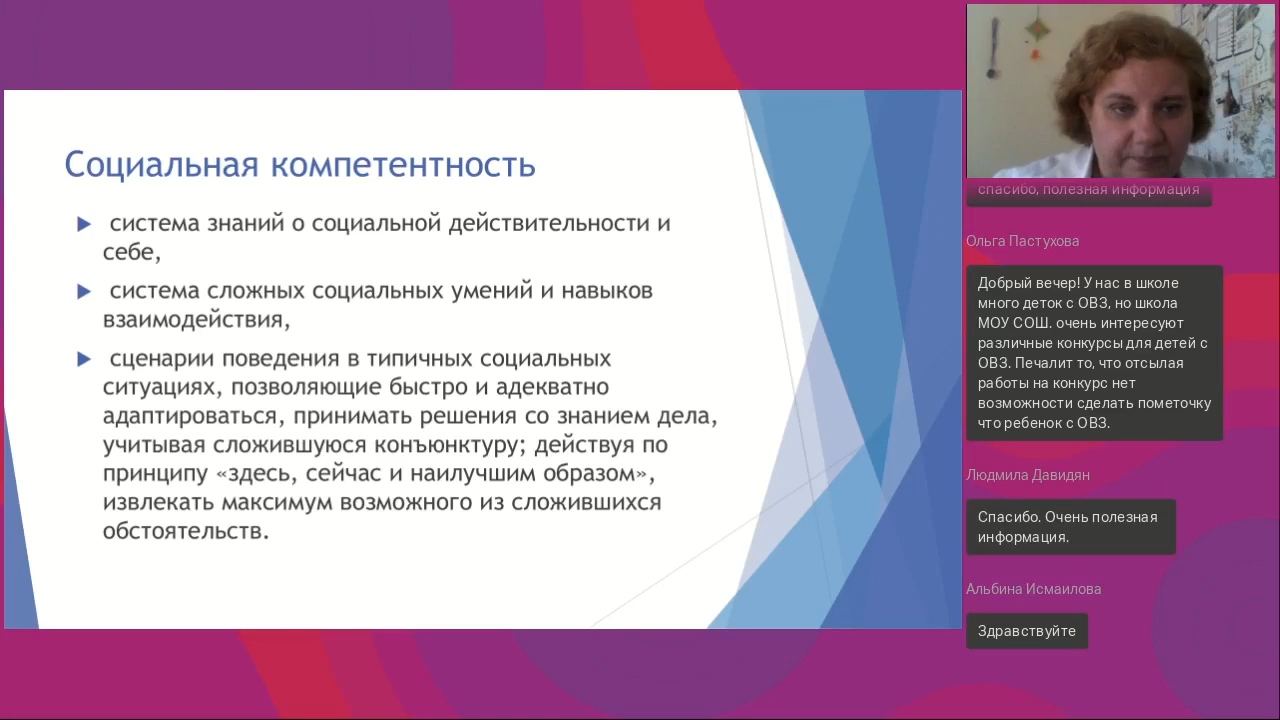 Социальная компетентность
система знаний о социальной действительности и
себе,
система сложных социальных умений и навыков
взаимодействия,
сценарии поведения в типичных социальных
ситуациях, позволяющие быстро и адекватно
адаптироваться, принимать решения со знанием дела,
учитывая сложившуюся конъюнктуру; действуя по
принципу «здесь, сейчас и наилучшим образом»,
извлекать максимум возможного из сложившихся
обстоятельств.
спасибо, полезная информация
Ольга Пастухова
Добрый вечер! У нас в школе
много деток с ОВЗ, но школа
МОУ СОШ. очень интересуют
различные конкурсы для детей с
ОВЗ. Печалит то, что отсылая
работы на конкурс нет
возможности сделать пометочку
что ребенок с ОВЗ.
Людмила Давидян
Спасибо. Очень полезная
информация.
Альбина Исмаилова
Здравствуйте